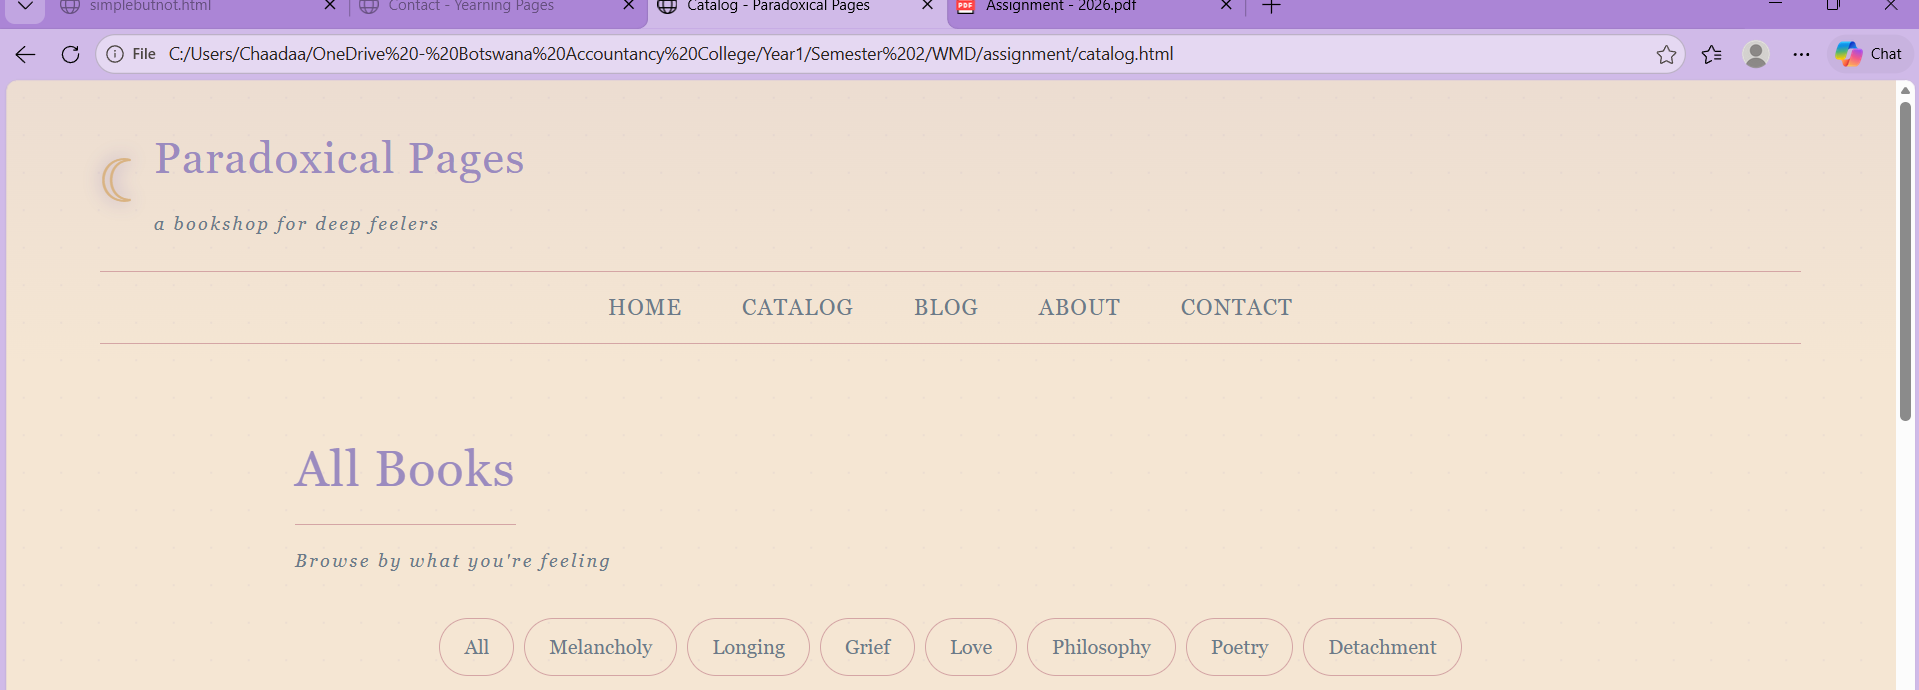 simplebutnot.html
Contact - Yearning Pages
Catalog - Paradoxical Pages
PDF
Assignment - 2026.pdf
File
C:/Users/Chaadaa/OneDrive%20-%20Botswana%20Accountancy%20College/Year1/Semester%202/WMD/assignment/catalog.html
Chat
Paradoxical Pages
a bookshop for deep feelers
HOME
CATALOG
BLOG
ABOUT
CONTACT
All Books
Browse by what you're feeling
All
Melancholy
Longing
Grief
Love
Philosophy
Poetry
Detachment